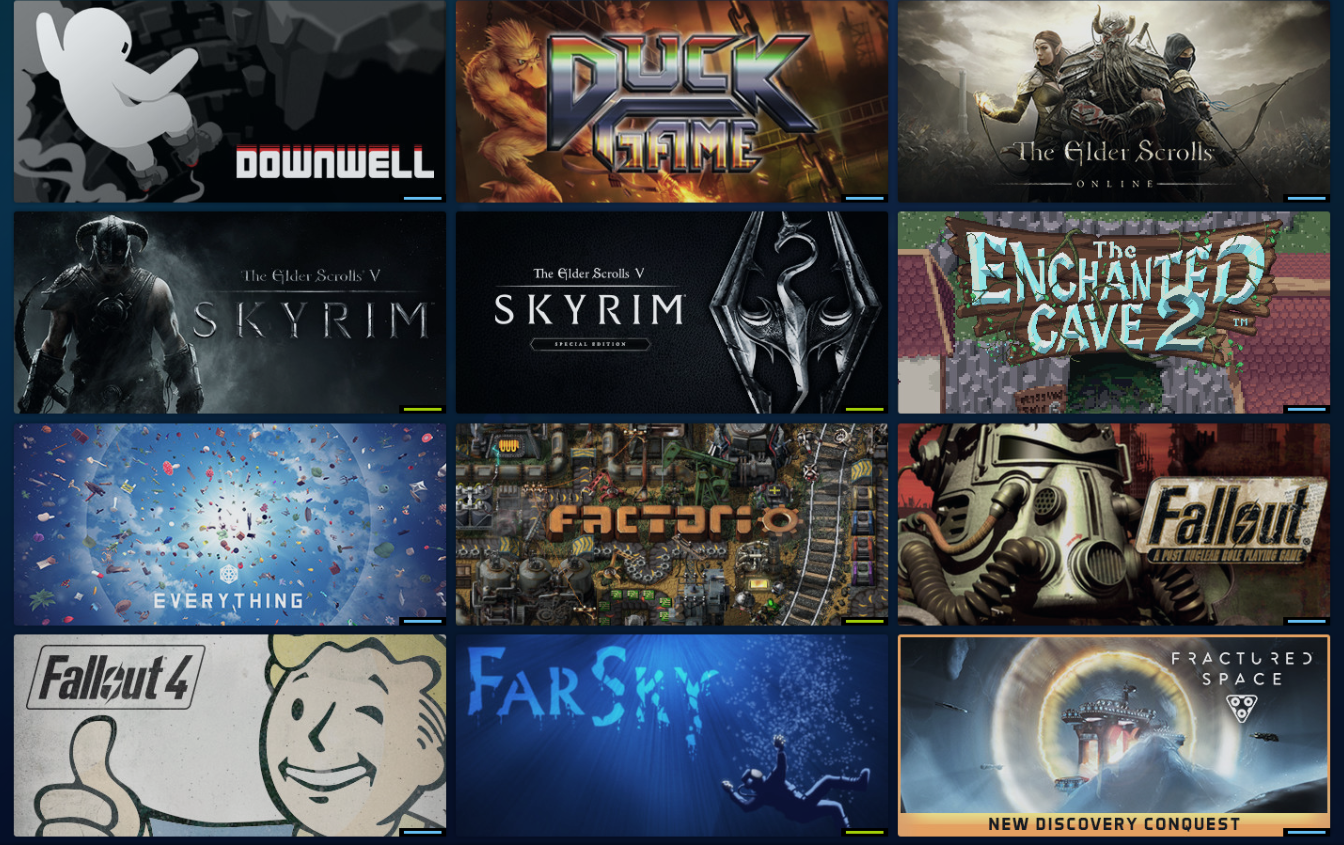 DOWNWELL
DUCK
GAME
The Elder Scrolls
ONLINE
The Elder Scrolls V
SKYRIM
The Elder Scrolls V
SKYRIM
SPECIAL EDITION
The
ENCHANTED
CAVE 2 TM
EVERYTHING
FACTORIO
Fallout
A POST NUCLEAR ROLE PLAYING GAME
Fallout 4
FARSKY
FRACTURED
SPACE
NEW DISCOVERY CONQUEST